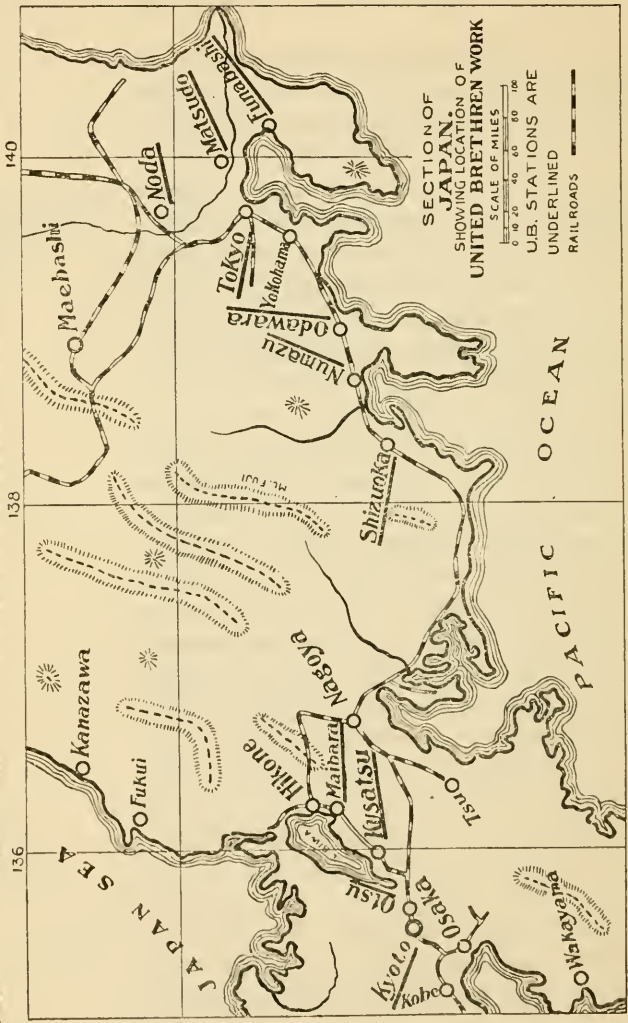 SECTION OF
JAPAN.
SHOWING LOCATION OF
UNITED BRETHREN WORK
SCALE OF MILES
0 10 20 40 60 80 100
U.B. STATIONS ARE
UNDERLINED
RAILROADS
136
138
140
JAPAN SEA
PACIFIC OCEAN
Kanazawa
Fukui
Maebashi
Noda
Matsudo
Funabashi
Tokyo
Yokohama
Odawara
Numazu
Mt. Fuji
Shizuoka
Nagoya
Hikone
Maibara
Kusatsu
Otsu
Tsu
Kyoto
Osaka
Kobe
Wakayama